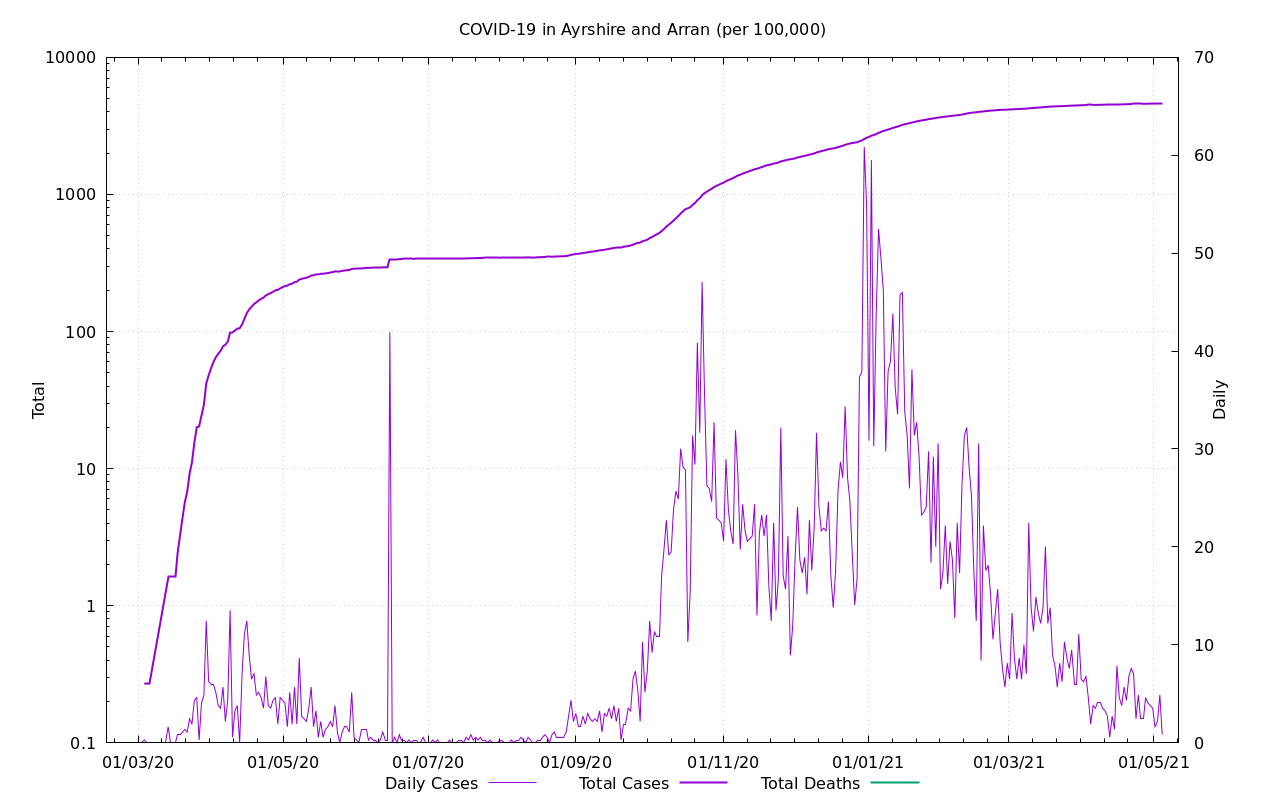 COVID-19 in Ayrshire and Arran (per 100,000)
10000
1000
100
10
1
0.1
Total
70
60
50
40
30
20
10
0
Daily
01/03/20 01/05/20 01/07/20 01/09/20 01/11/20 01/01/21 01/03/21 01/05/21
Daily Cases Total Cases Total Deaths